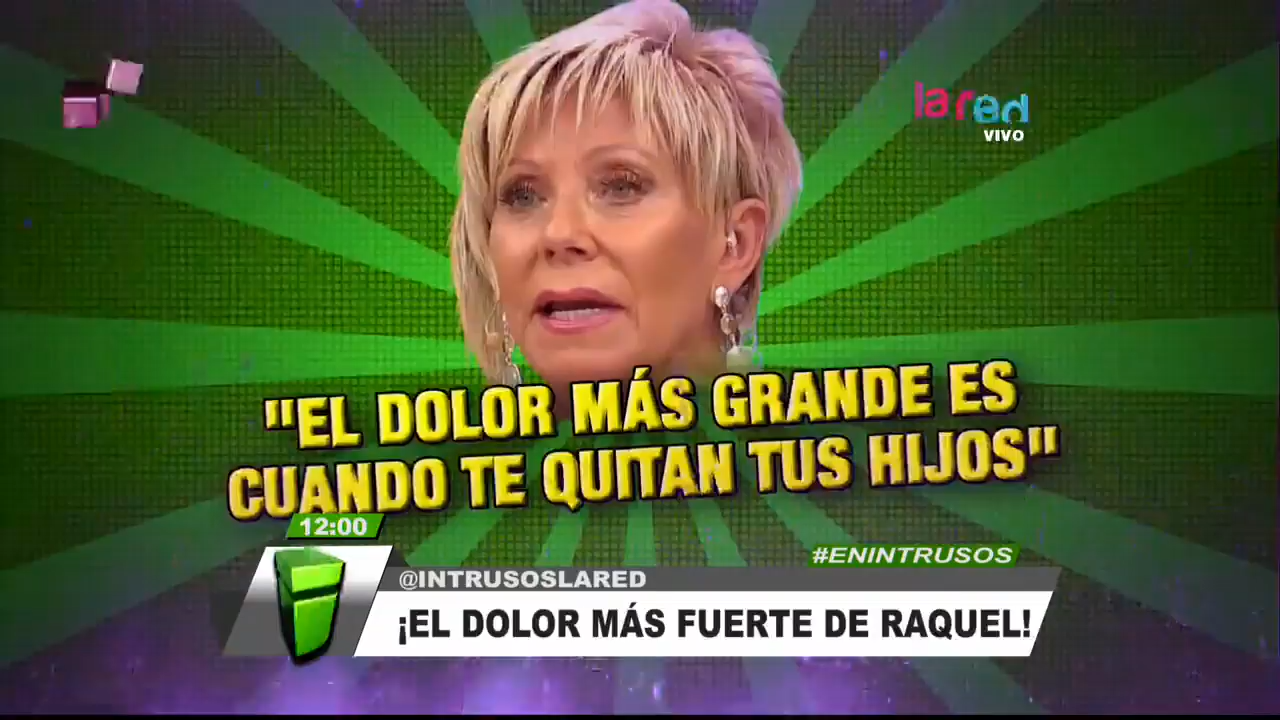 la red
VIVO
"EL DOLOR MÁS GRANDE ES
CUANDO TE QUITAN TUS HIJOS"
12:00
#ENINTRUSOS
@INTRUSOSLARED
¡EL DOLOR MÁS FUERTE DE RAQUEL!